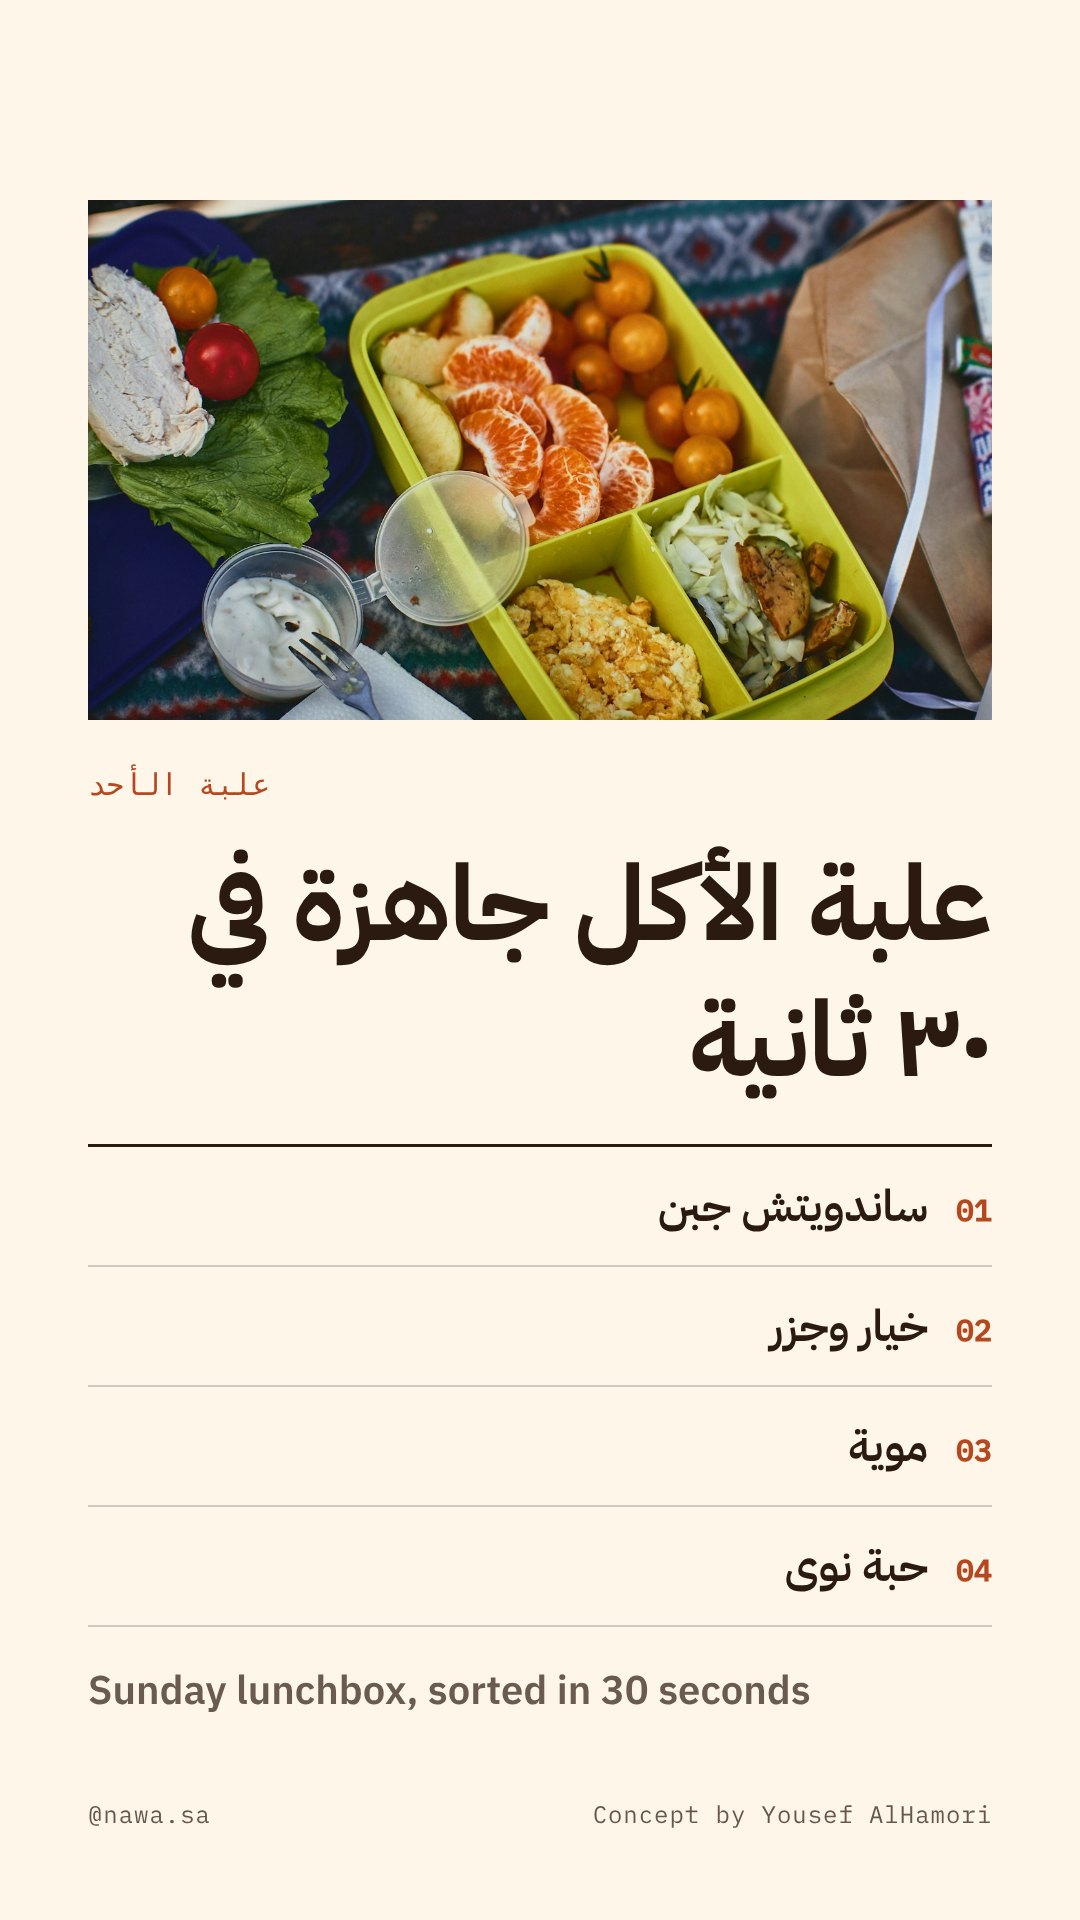 علبة الأحد
علبة الأكل جاهزة في
٣٠ ثانية
01 ساندويتش جبن
02 خيار وجزر
03 موية
04 حبة نوى
Sunday lunchbox, sorted in 30 seconds
@nawa.sa
Concept by Yousef AlHamori